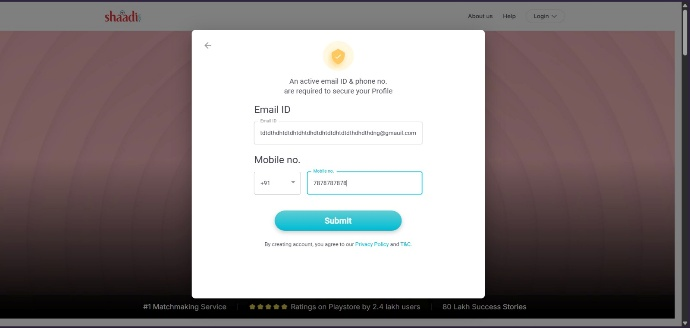 shaadi
About us Help Login
An active email ID & phone no.
are required to secure your Profile
Email ID
Email ID
Mobile no.
Mobile no.
+91 7878787878
Submit
By creating account, you agree to our Privacy Policy and T&C.
#1 Matchmaking Service Ratings on Playstore by 2.4 lakh users 80 Lakh Success Stories